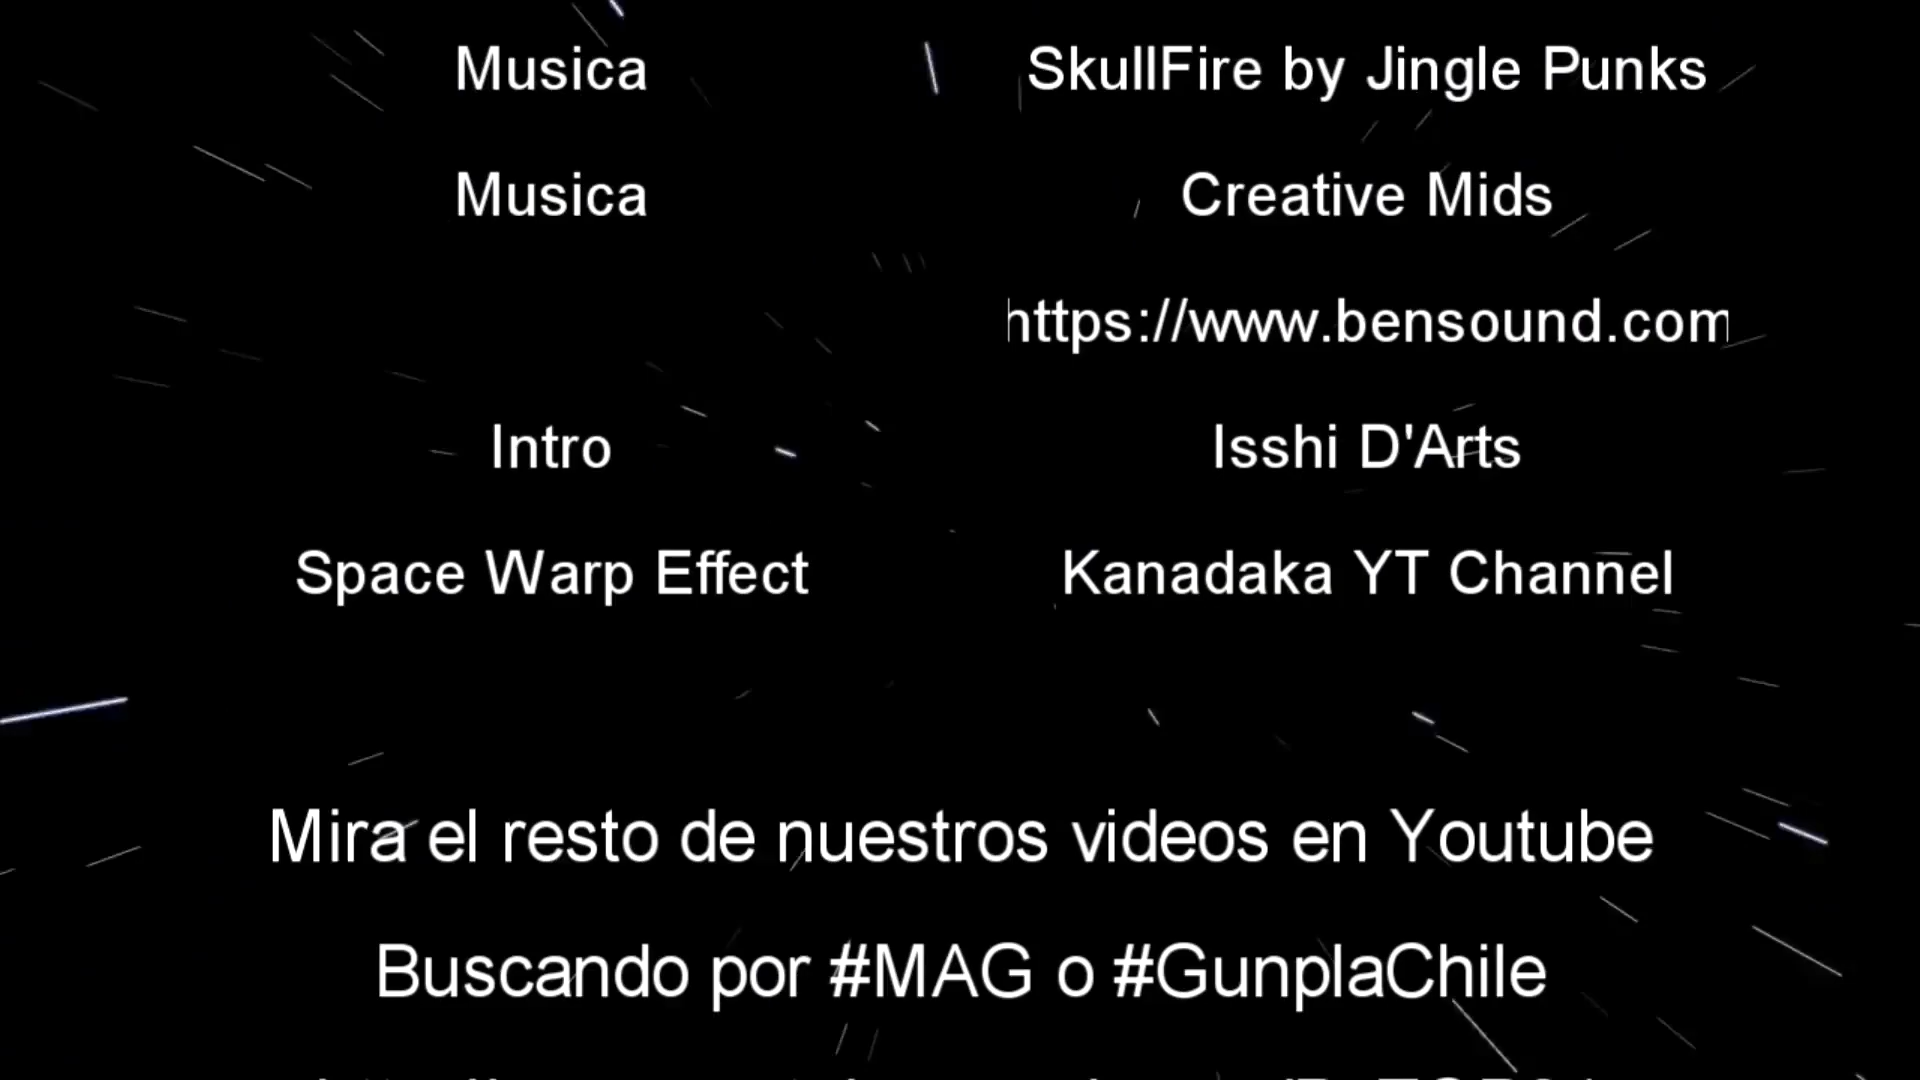 Musica SkullFire by Jingle Punks
Musica Creative Mids
https://www.bensound.com
Intro Isshi D'Arts
Space Warp Effect Kanadaka YT Channel
Mira el resto de nuestros videos en Youtube
Buscando por #MAG o #GunplaChile